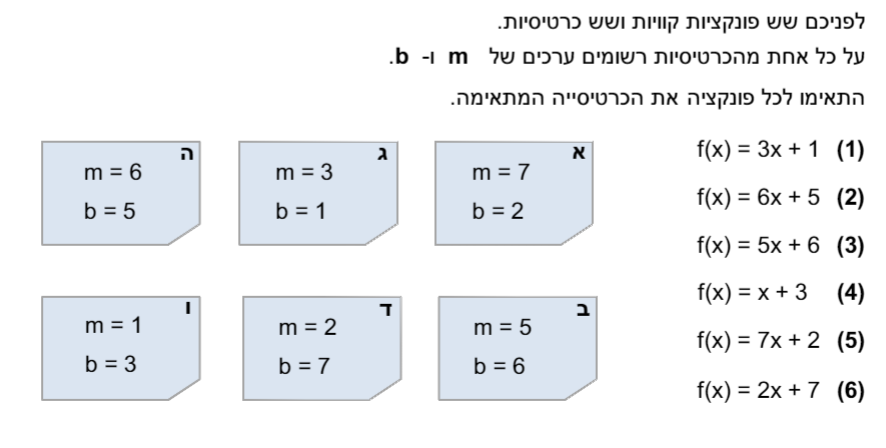 לפניכם שש פונקציות קוויות ושש כרטיסיות.
על כל אחת מהכרטיסיות רשומים ערכים של m ו- b.
התאימו לכל פונקציה את הכרטיסייה המתאימה.
(1) f(x) = 3x + 1
(2) f(x) = 6x + 5
(3) f(x) = 5x + 6
(4) f(x) = x + 3
(5) f(x) = 7x + 2
(6) f(x) = 2x + 7
א
m = 7
b = 2
ג
m = 3
b = 1
ה
m = 6
b = 5
ב
m = 5
b = 6
ד
m = 2
b = 7
ו
m = 1
b = 3